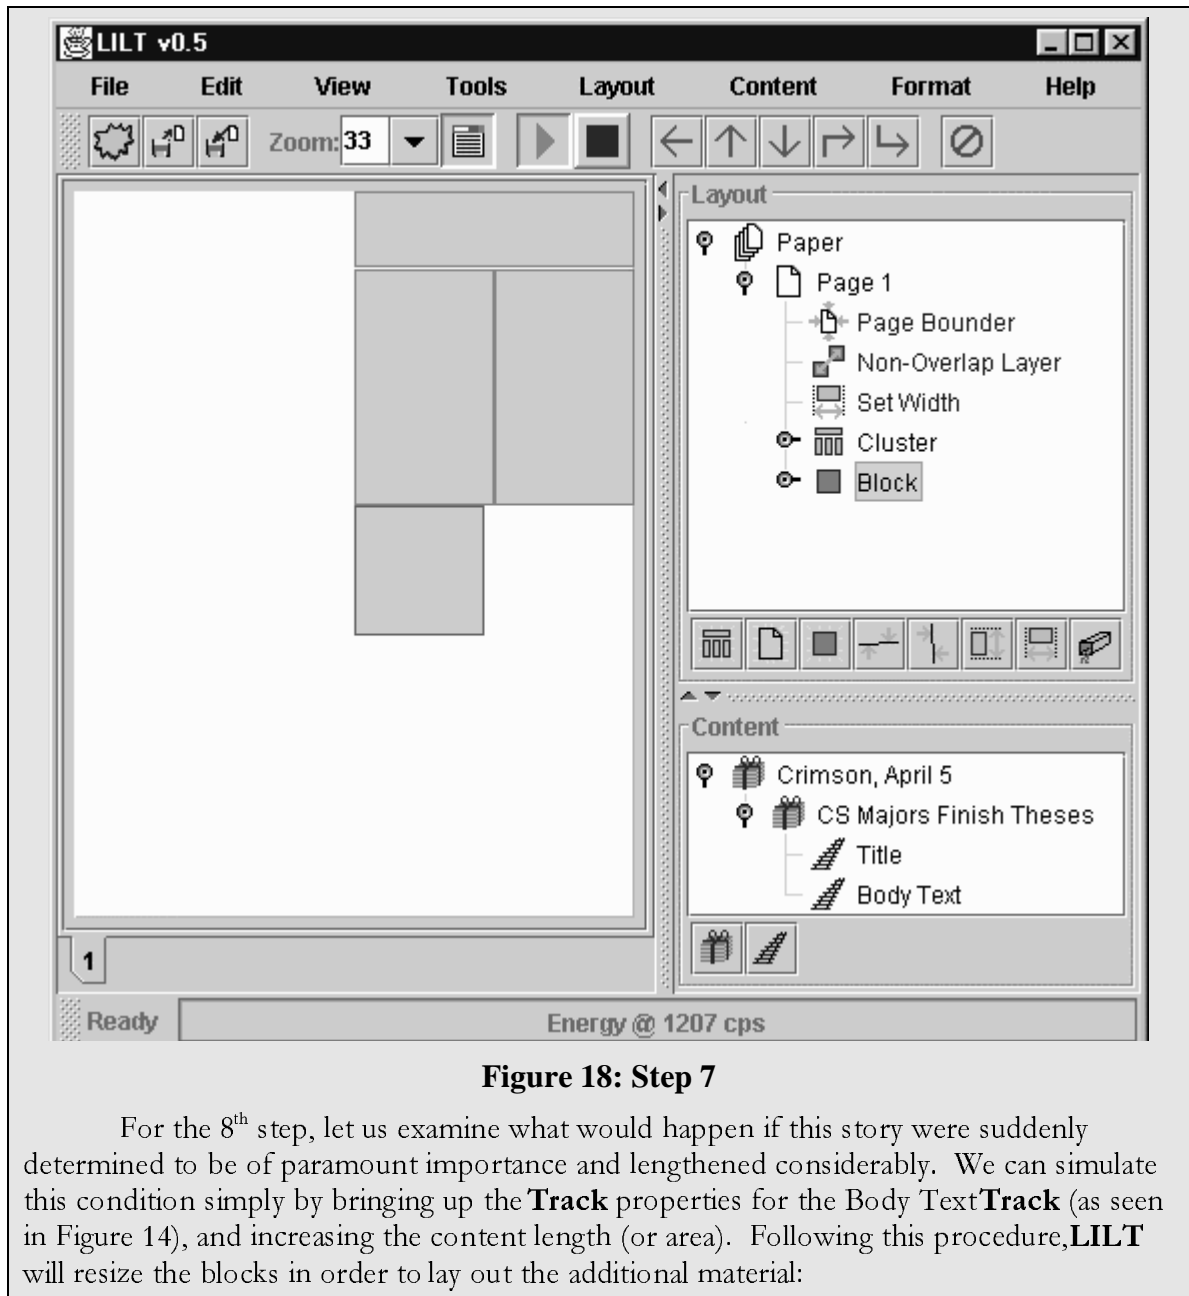 LILT v0.5
File Edit View Tools Layout Content Format Help
Zoom: 33
Layout
Paper
Page 1
Page Bounder
Non-Overlap Layer
Set Width
Cluster
Block
Content
Crimson, April 5
CS Majors Finish Theses
Title
Body Text
1
Ready Energy @ 1207 cps
Figure 18: Step 7
For the 8th step, let us examine what would happen if this story were suddenly
determined to be of paramount importance and lengthened considerably. We can simulate
this condition simply by bringing up the Track properties for the Body Text Track (as seen
in Figure 14), and increasing the content length (or area). Following this procedure, LILT
will resize the blocks in order to lay out the additional material: